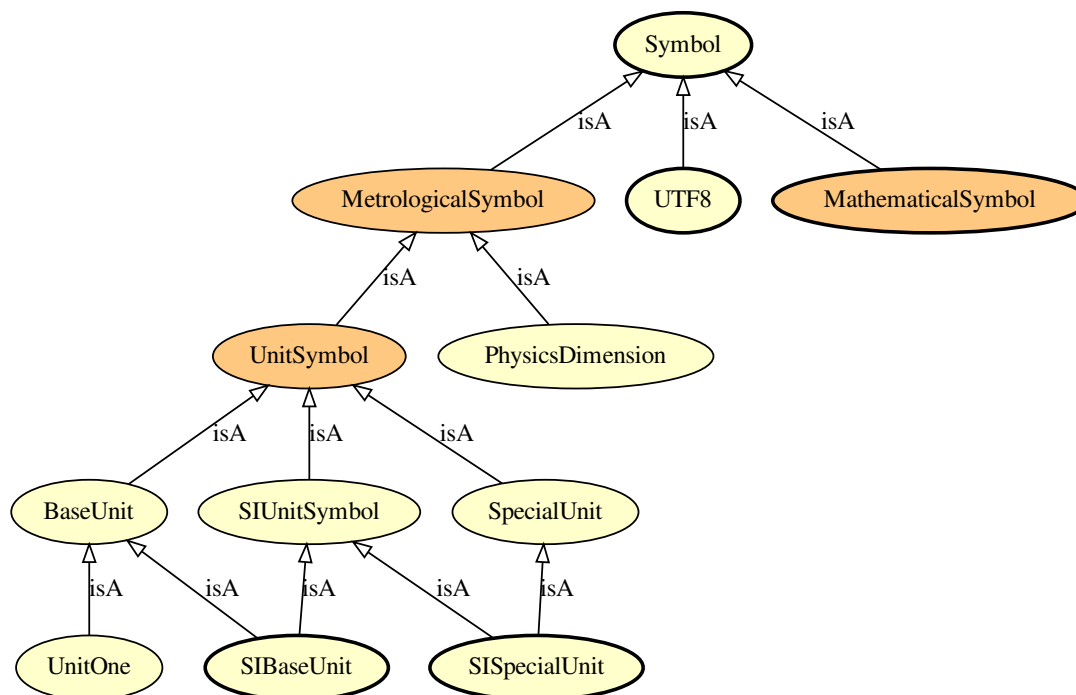 Symbol
isA isA isA
MetrologicalSymbol UTF8 MathematicalSymbol
isA isA
UnitSymbol PhysicsDimension
isA isA isA
BaseUnit SIUnitSymbol SpecialUnit
isA isA isA isA isA
UnitOne SIBaseUnit SISpecialUnit